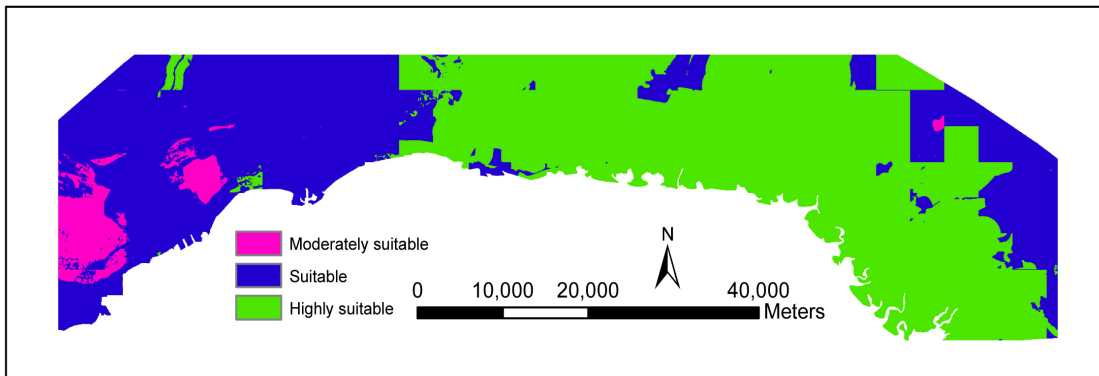 Moderately suitable
Suitable
Highly suitable
N
0 10,000 20,000 40,000
Meters